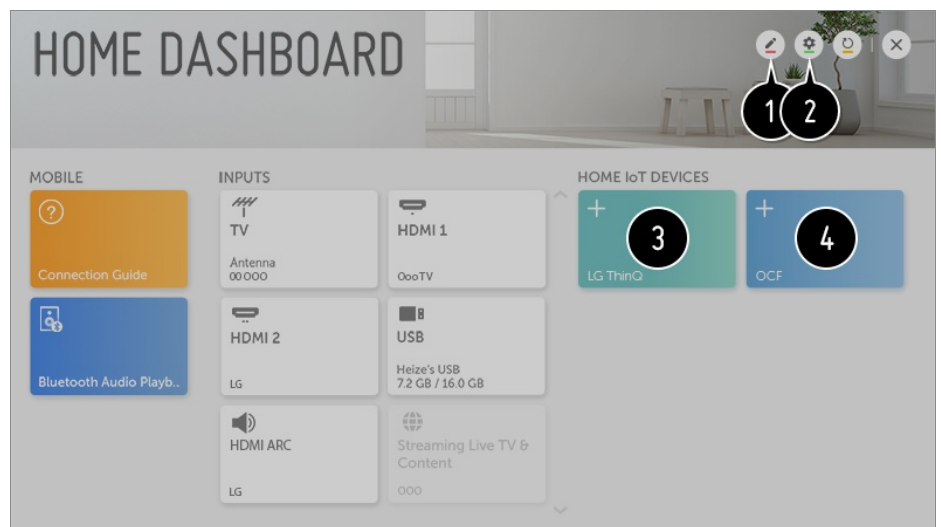 HOME DASHBOARD
1
2
MOBILE
Connection Guide
Bluetooth Audio Playb..
INPUTS
TV
Antenna
00 000
HDMI 1
OooTV
HDMI 2
LG
USB
Heize's USB
7.2 GB / 16.0 GB
HDMI ARC
LG
Streaming Live TV &
Content
000
HOME IoT DEVICES
3
LG ThinQ
4
OCF